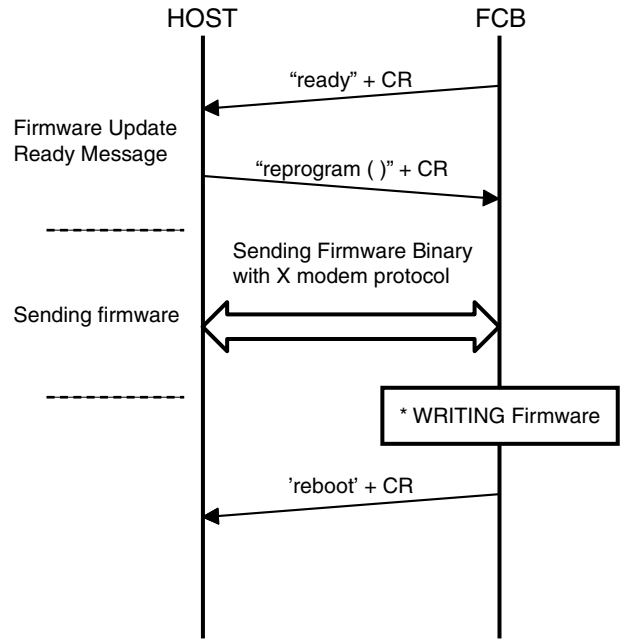 HOST
FCB
“ready” + CR
Firmware Update
Ready Message
“reprogram ( )” + CR
Sending Firmware Binary
with X modem protocol
Sending firmware
* WRITING Firmware
’reboot’ + CR